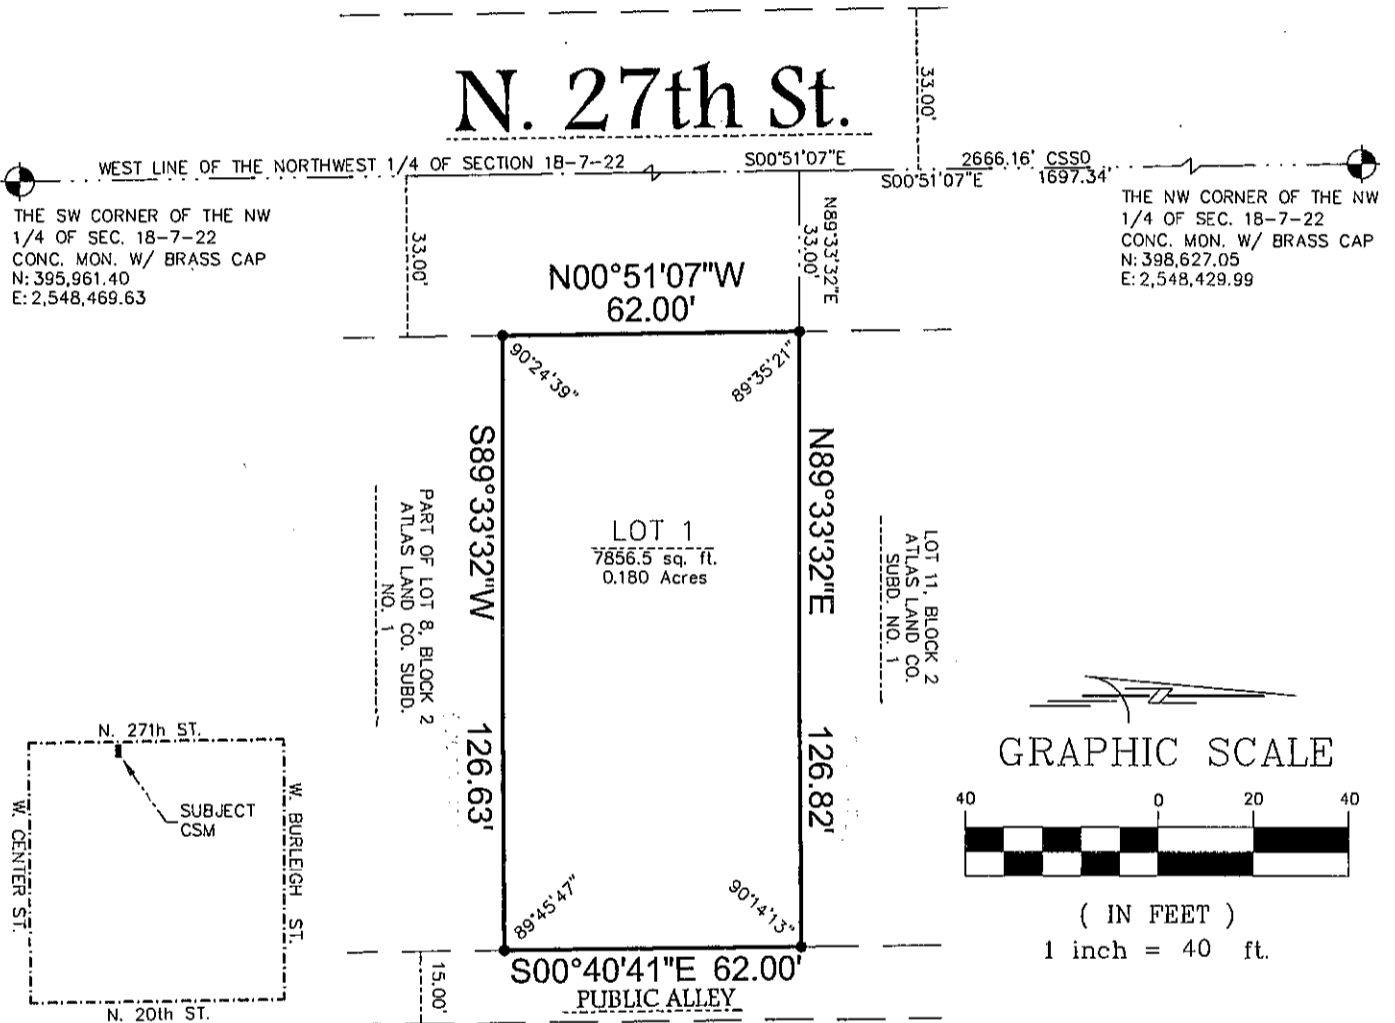 N. 27th St.
33.00'
WEST LINE OF THE NORTHWEST 1/4 OF SECTION 18-7-22
S00°51'07"E
2666.16' CSSD
S00°51'07"E
1697.34'
THE SW CORNER OF THE NW
1/4 OF SEC. 18-7-22
CONC. MON. W/ BRASS CAP
N: 395,961.40
E: 2,548,469.63
THE NW CORNER OF THE NW
1/4 OF SEC. 18-7-22
CONC. MON. W/ BRASS CAP
N: 398,627.05
E: 2,548,429.99
33.00'
N89°33'32"E
33.00'
N00°51'07"W
62.00'
90°24'39"
89°35'21"
S89°33'32"W
126.63'
N89°33'32"E
126.82'
PART OF LOT 8, BLOCK 2
ATLAS LAND CO. SUBD.
NO. 1
LOT 1
7856.5 sq. ft.
0.180 Acres
LOT 11, BLOCK 2
ATLAS LAND CO.
SUBD. NO. 1
89°45'47"
90°14'13"
S00°40'41"E 62.00'
PUBLIC ALLEY
15.00'
N. 27th ST.
W. CENTER ST.
W. BURLEIGH ST.
SUBJECT
CSM
N. 20th ST.
GRAPHIC SCALE
40 0 20 40
( IN FEET )
1 inch = 40 ft.